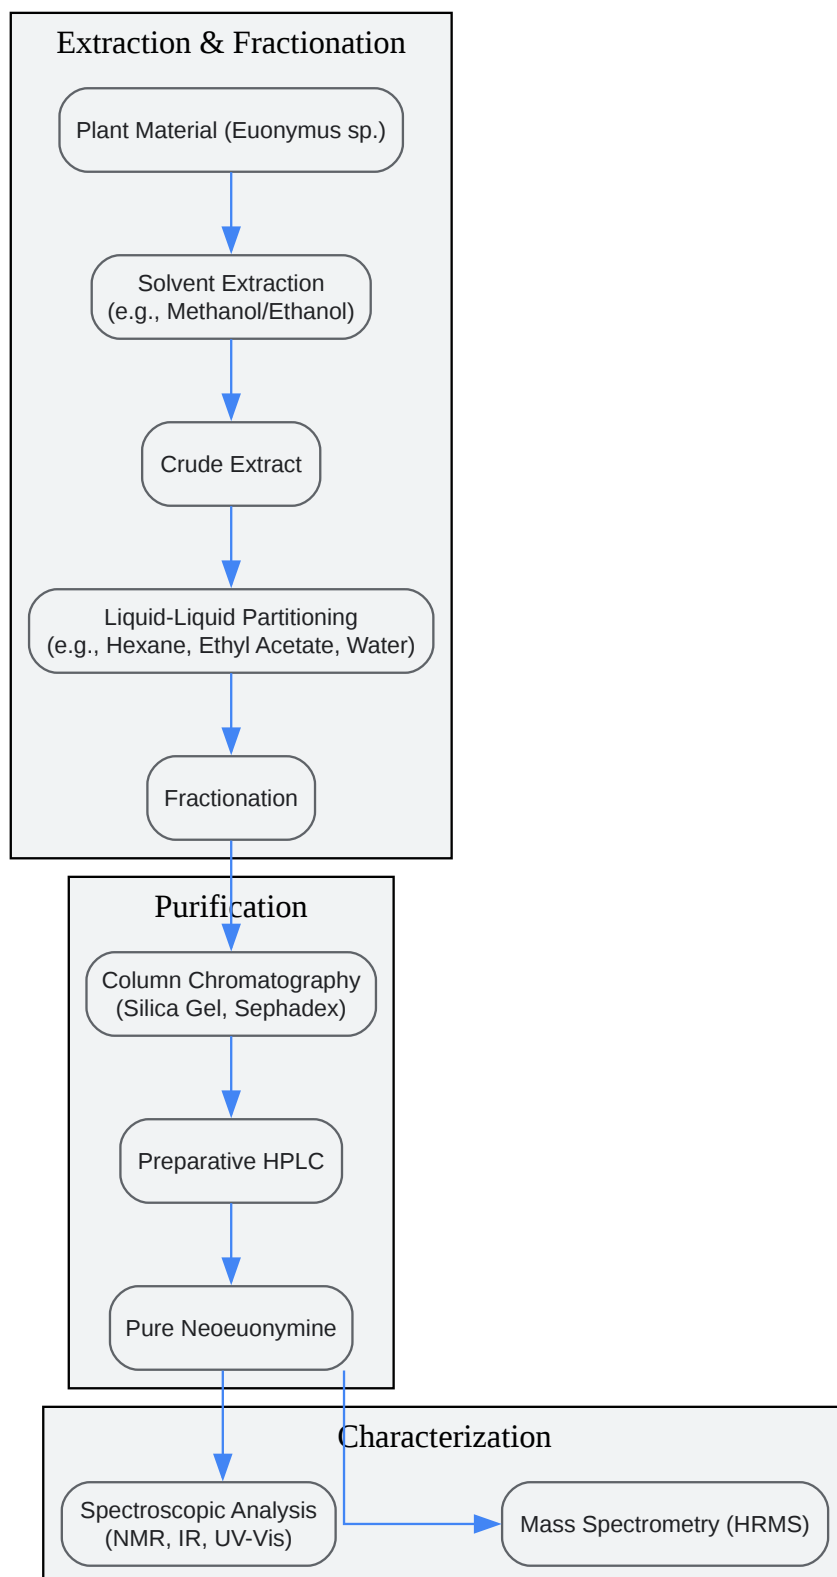 Extraction & Fractionation
Plant Material (Euonymus sp.)
Solvent Extraction
(e.g., Methanol/Ethanol)
Crude Extract
Liquid-Liquid Partitioning
(e.g., Hexane, Ethyl Acetate, Water)
Fractionation
Purification
Column Chromatography
(Silica Gel, Sephadex)
Preparative HPLC
Pure Neoeuonymine
Characterization
Spectroscopic Analysis
(NMR, IR, UV-Vis)
Mass Spectrometry (HRMS)